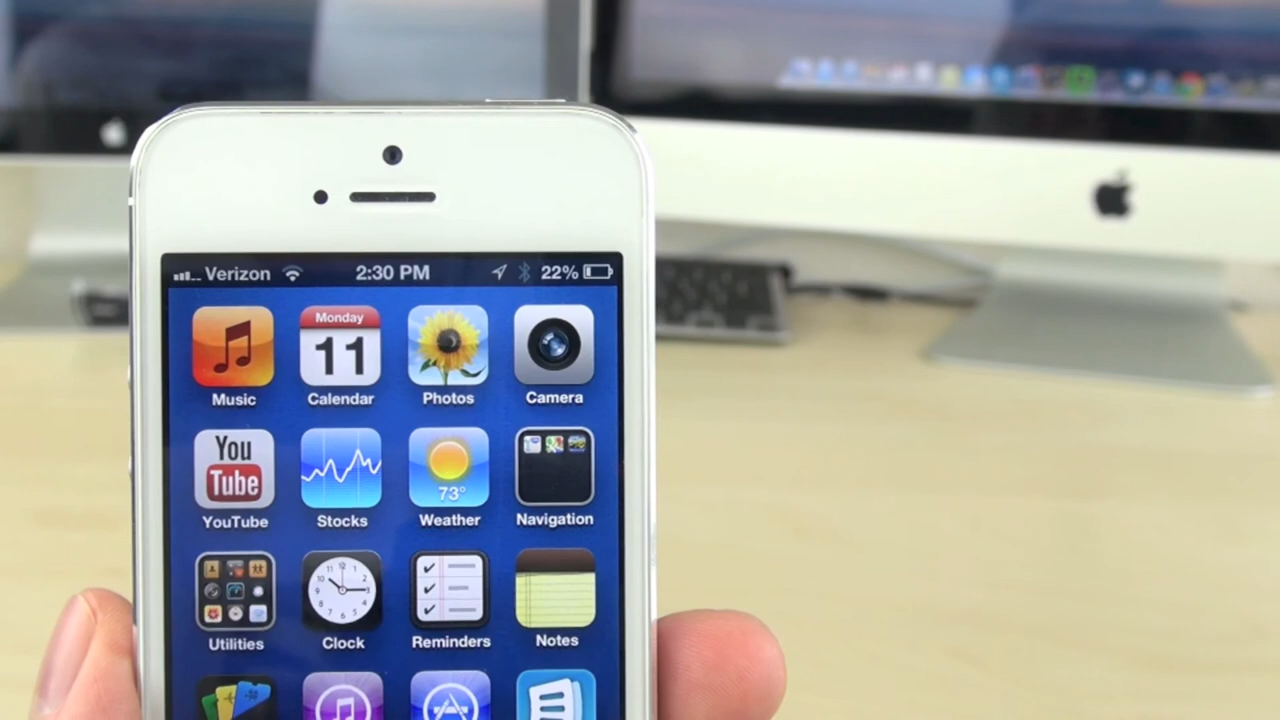 Verizon 2:30 PM 22%
Monday
11
Music Calendar Photos Camera
You
Tube
73°
YouTube Stocks Weather Navigation
Utilities Clock Reminders Notes